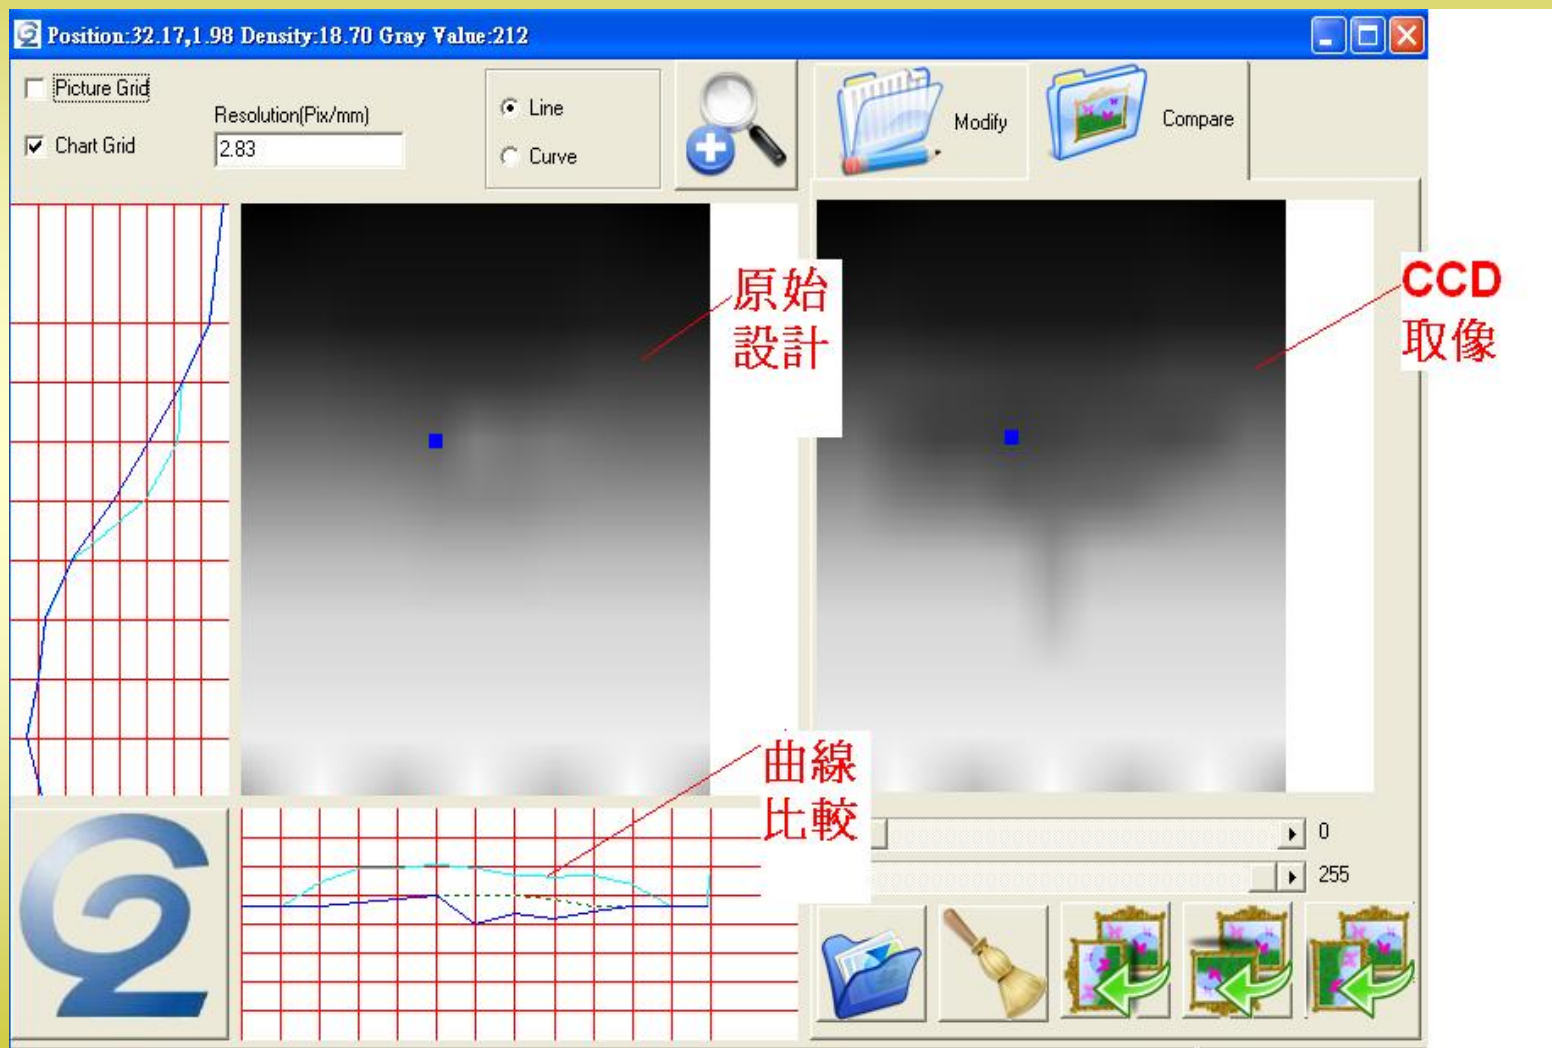 Position:32.17,1.98 Density:18.70 Gray Value:212
Picture Grid
Chart Grid
Resolution(Pix/mm)
2.83
Line
Curve
Modify
Compare
原始
設計
CCD
取像
曲線
比較
0
255